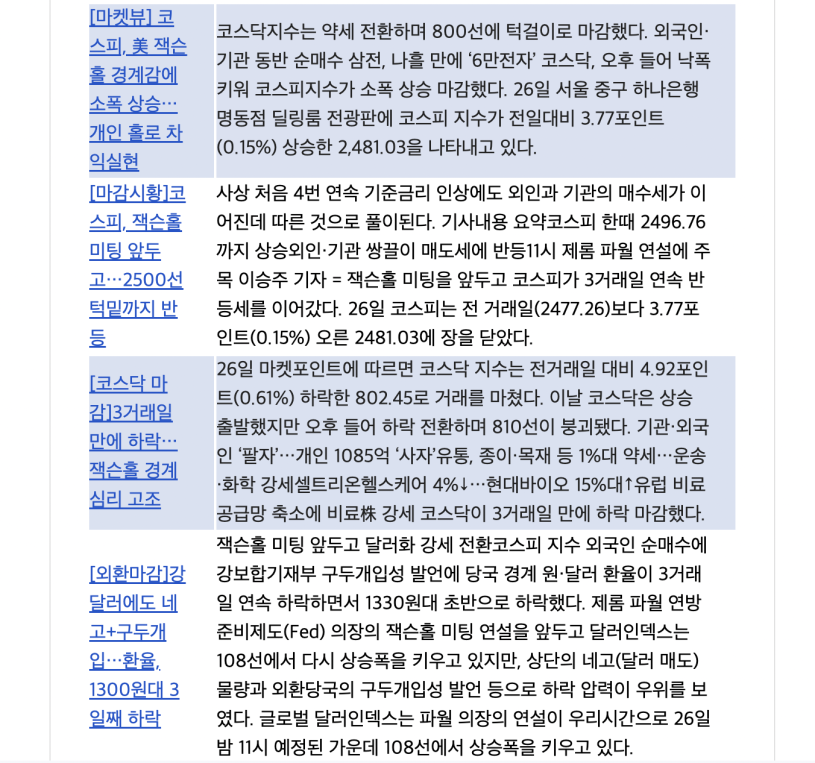 [마켓뷰] 코
스피, 美 잭슨
홀 경계감에
소폭 상승…
개인 홀로 차
익실현
코스닥지수는 약세 전환하며 800선에 턱걸이로 마감했다. 외국인·
기관 동반 순매수 삼전, 나흘 만에 ‘6만전자’ 코스닥, 오후 들어 낙폭
키워 코스피지수가 소폭 상승 마감했다. 26일 서울 중구 하나은행
명동점 딜링룸 전광판에 코스피 지수가 전일대비 3.77포인트
(0.15%) 상승한 2,481.03을 나타내고 있다.
[마감시황]코
스피, 잭슨홀
미팅 앞두
고…2500선
턱밑까지 반
등
사상 처음 4번 연속 기준금리 인상에도 외인과 기관의 매수세가 이
어진데 따른 것으로 풀이된다. 기사내용 요약코스피 한때 2496.76
까지 상승외인·기관 쌍끌이 매도세에 반등11시 제롬 파월 연설에 주
목 이승주 기자 = 잭슨홀 미팅을 앞두고 코스피가 3거래일 연속 반
등세를 이어갔다. 26일 코스피는 전 거래일(2477.26)보다 3.77포
인트(0.15%) 오른 2481.03에 장을 닫았다.
[코스닥 마
감]3거래일
만에 하락…
잭슨홀 경계
심리 고조
26일 마켓포인트에 따르면 코스닥 지수는 전거래일 대비 4.92포인
트(0.61%) 하락한 802.45로 거래를 마쳤다. 이날 코스닥은 상승
출발했지만 오후 들어 하락 전환하며 810선이 붕괴됐다. 기관·외국
인 ‘팔자’…개인 1085억 ‘사자’유통, 종이·목재 등 1%대 약세…운송
·화학 강세셀트리온헬스케어 4%↓…현대바이오 15%대↑유럽 비료
공급망 축소에 비료株 강세 코스닥이 3거래일 만에 하락 마감했다.
[외환마감]강
달러에도 네
고+구두개
입…환율,
1300원대 3
일째 하락
잭슨홀 미팅 앞두고 달러화 강세 전환코스피 지수 외국인 순매수에
강보합기재부 구두개입성 발언에 당국 경계 원·달러 환율이 3거래
일 연속 하락하면서 1330원대 초반으로 하락했다. 제롬 파월 연방
준비제도(Fed) 의장의 잭슨홀 미팅 연설을 앞두고 달러인덱스는
108선에서 다시 상승폭을 키우고 있지만, 상단의 네고(달러 매도)
물량과 외환당국의 구두개입성 발언 등으로 하락 압력이 우위를 보
였다. 글로벌 달러인덱스는 파월 의장의 연설이 우리시간으로 26일
밤 11시 예정된 가운데 108선에서 상승폭을 키우고 있다.